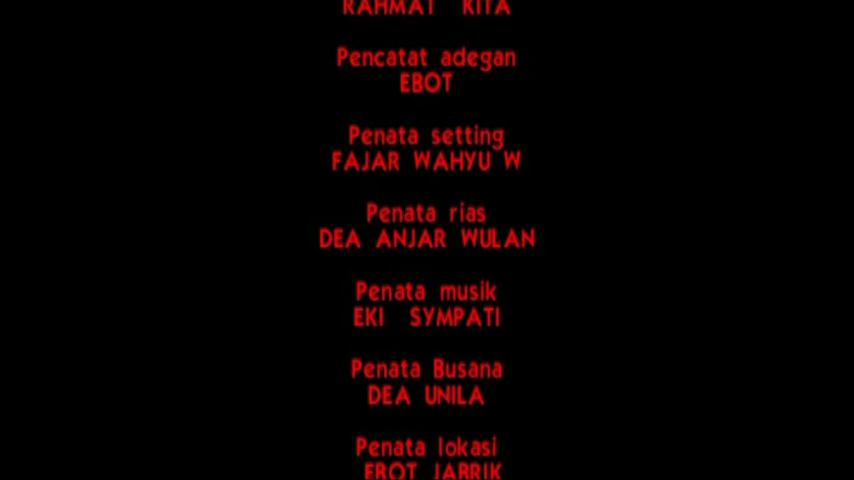 RAHMAT KITA
Pencatat adegan
EBOT
Penata setting
FAJAR WAHYU W
Penata rias
DEA ANJAR WULAN
Penata musik
EKI SYMPATI
Penata Busana
DEA UNILA
Penata lokasi
EBOT JABRIK